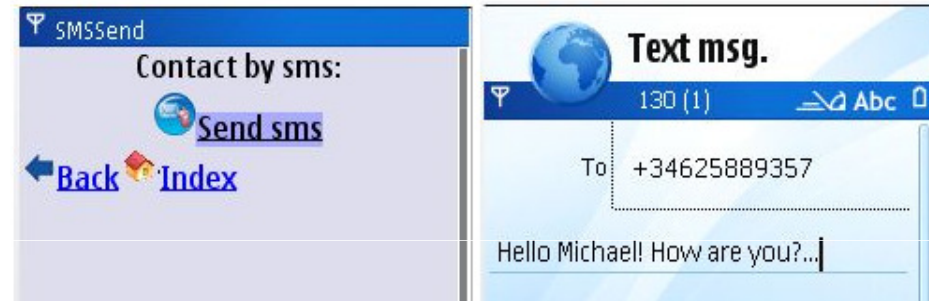 SMSSend
Contact by sms:
Send sms
Back Index
Text msg.
130 (1) Abc
To +34625889357
Hello Michael! How are you?...